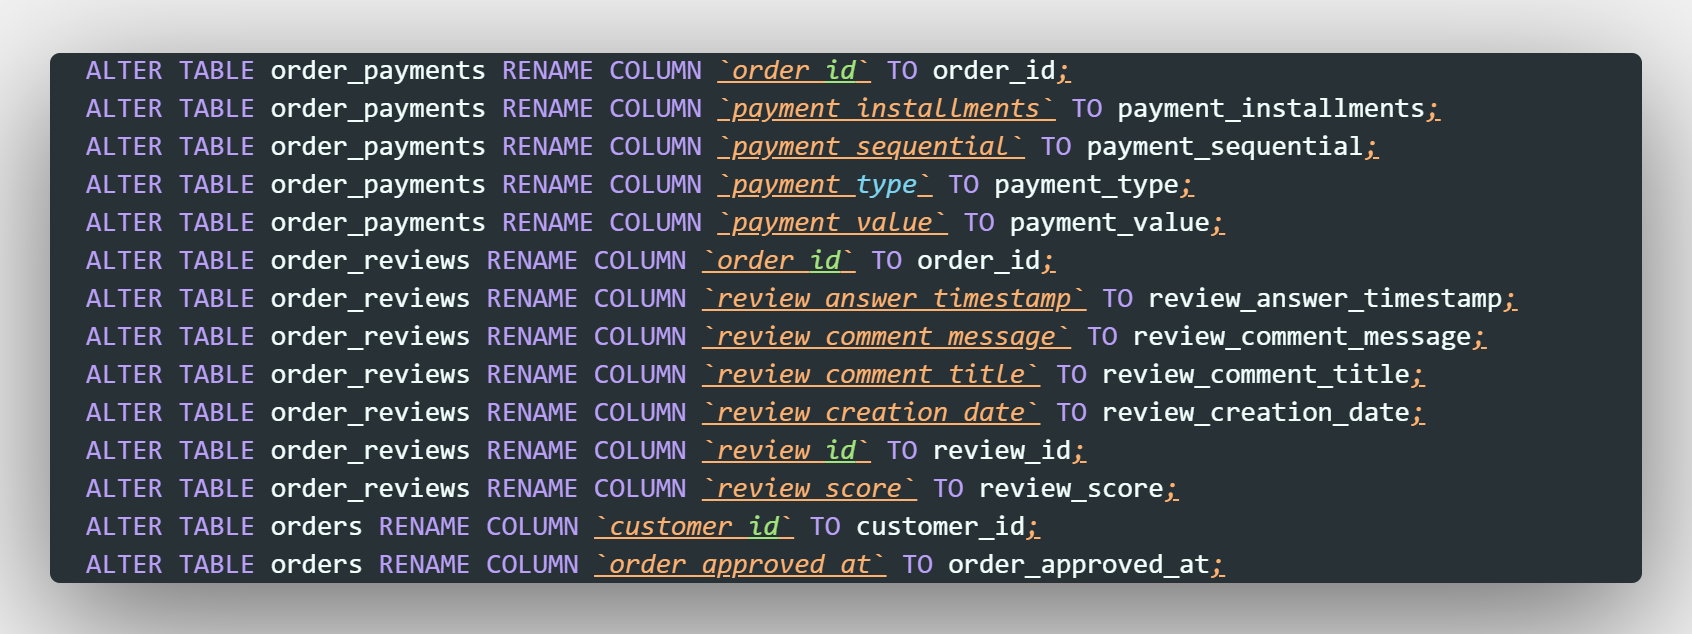 ALTER TABLE order_payments RENAME COLUMN `order id` TO order_id;
ALTER TABLE order_payments RENAME COLUMN `payment installments` TO payment_installments;
ALTER TABLE order_payments RENAME COLUMN `payment sequential` TO payment_sequential;
ALTER TABLE order_payments RENAME COLUMN `payment type` TO payment_type;
ALTER TABLE order_payments RENAME COLUMN `payment value` TO payment_value;
ALTER TABLE order_reviews RENAME COLUMN `order id` TO order_id;
ALTER TABLE order_reviews RENAME COLUMN `review answer timestamp` TO review_answer_timestamp;
ALTER TABLE order_reviews RENAME COLUMN `review comment message` TO review_comment_message;
ALTER TABLE order_reviews RENAME COLUMN `review comment title` TO review_comment_title;
ALTER TABLE order_reviews RENAME COLUMN `review creation date` TO review_creation_date;
ALTER TABLE order_reviews RENAME COLUMN `review id` TO review_id;
ALTER TABLE order_reviews RENAME COLUMN `review score` TO review_score;
ALTER TABLE orders RENAME COLUMN `customer id` TO customer_id;
ALTER TABLE orders RENAME COLUMN `order approved at` TO order_approved_at;